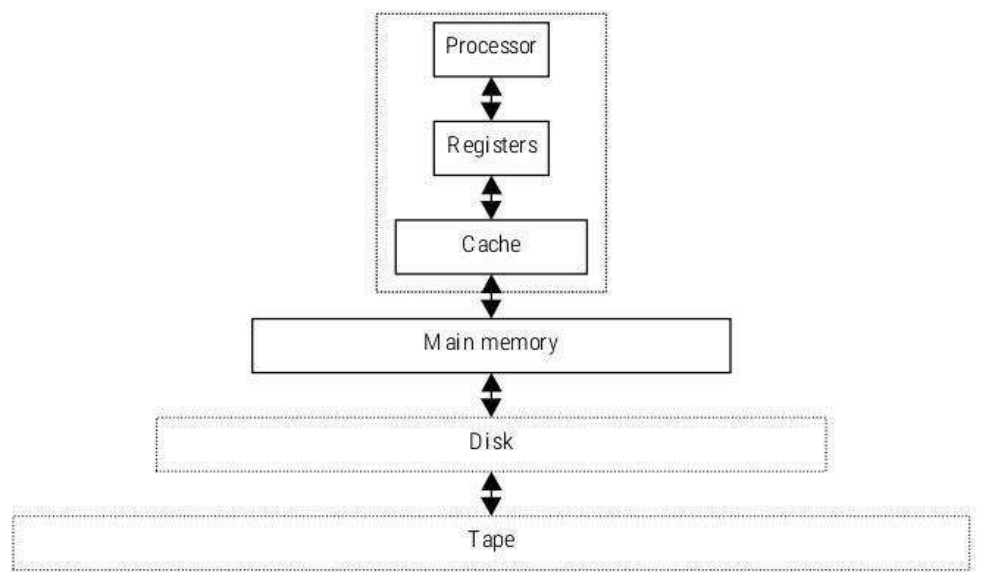 Processor
Registers
Cache
Main memory
Disk
Tape